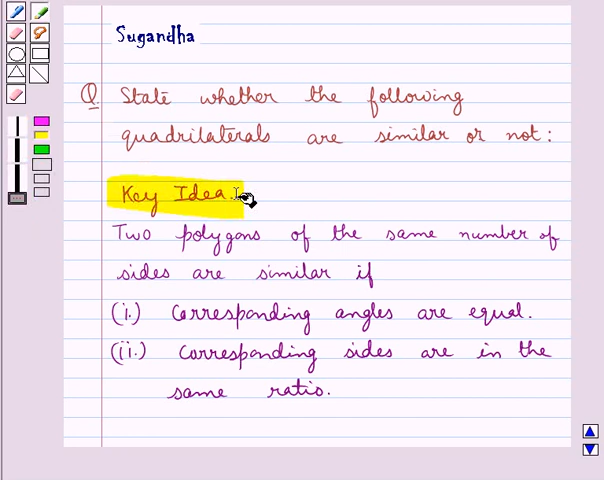 Sugandha
Q. State whether the following
quadrilaterals are similar or not:
Key Idea.
Two polygons of the same number of
sides are similar if
(i.) Corresponding angles are equal.
(ii.) Corresponding sides are in the
same ratio.